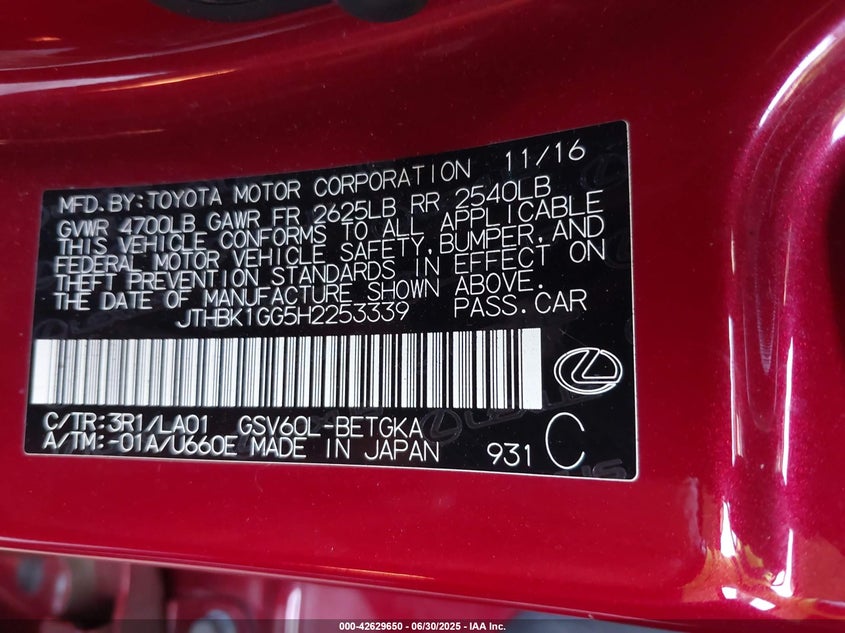 MFD. BY: TOYOTA MOTOR CORPORATION 11/16
GVWR 4700LB GAWR FR 2625LB RR 2540LB
THIS VEHICLE CONFORMS TO ALL APPLICABLE
FEDERAL MOTOR VEHICLE SAFETY, BUMPER, AND
THEFT PREVENTION STANDARDS IN EFFECT ON
THE DATE OF MANUFACTURE SHOWN ABOVE.
JTHBK1GG5H2253339 PASS. CAR
C/TR: 3R1/LA01 GSV60L-BETGKA
A/TM: -01A/U660E MADE IN JAPAN 931 C
000-42629650 - 06/30/2025 - IAA Inc.